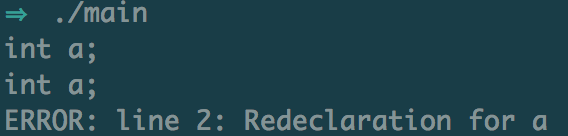 ⇒ ./main
int a;
int a;
ERROR: line 2: Redeclaration for a